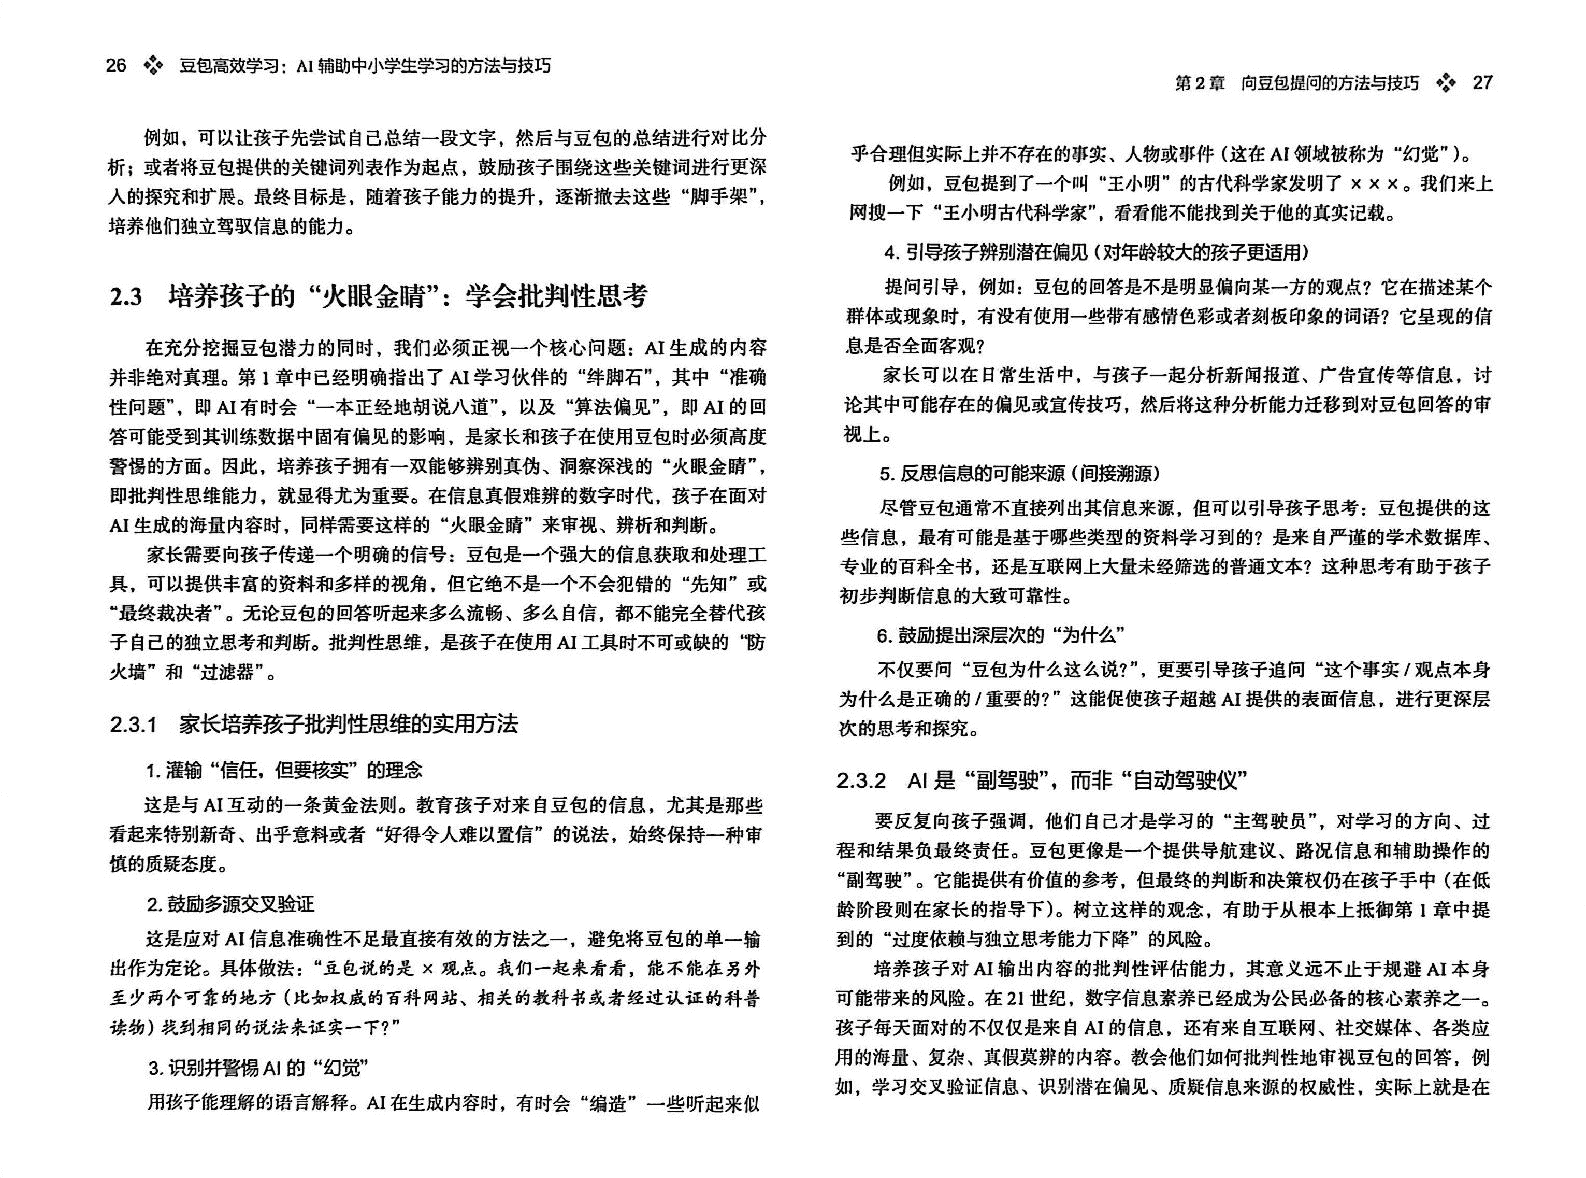 26 豆包高效学习：AI 辅助中小学生学习的方法与技巧
例如，可以让孩子先尝试自己总结一段文字，然后与豆包的总结进行对比分
析；或者将豆包提供的关键词列表作为起点，鼓励孩子围绕这些关键词进行更深
入的探究和扩展。最终目标是，随着孩子能力的提升，逐渐撤去这些“脚手架”，
培养他们独立驾驭信息的能力。
2.3 培养孩子的“火眼金睛”：学会批判性思考
在充分挖掘豆包潜力的同时，我们必须正视一个核心问题：AI 生成的内容
并非绝对真理。第 1 章中已经明确指出了 AI 学习伙伴的“绊脚石”，其中“准确
性问题”，即 AI 有时会“一本正经地胡说八道”，以及“算法偏见”，即 AI 的回
答可能受到其训练数据中固有偏见的影响，是家长和孩子在使用豆包时必须高度
警惕的方面。因此，培养孩子拥有一双能够辨别真伪、洞察深浅的“火眼金睛”，
即批判性思维能力，就显得尤为重要。在信息真假难辨的数字时代，孩子在面对
AI 生成的海量内容时，同样需要这样的“火眼金睛”来审视、辨析和判断。
家长需要向孩子传递一个明确的信号：豆包是一个强大的信息获取和处理工
具，可以提供丰富的资料和多样的视角，但它绝不是一个不会犯错的“先知”或
“最终裁决者”。无论豆包的回答听起来多么流畅、多么自信，都不能完全替代孩
子自己的独立思考和判断。批判性思维，是孩子在使用 AI 工具时不可或缺的“防
火墙”和“过滤器”。
2.3.1 家长培养孩子批判性思维的实用方法
1. 灌输“信任，但要核实”的理念
这是与 AI 互动的一条黄金法则。教育孩子对来自豆包的信息，尤其是那些
看起来特别新奇、出乎意料或者“好得令人难以置信”的说法，始终保持一种审
慎的质疑态度。
2. 鼓励多源交叉验证
这是应对 AI 信息准确性不足最直接有效的方法之一，避免将豆包的单一输
出作为定论。具体做法：“豆包说的是 × 观点。我们一起来看看，能不能在另外
至少两个可靠的地方（比如权威的百科网站、相关的教科书或者经过认证的科普
读物）找到相同的说法来证实一下？”
3. 识别并警惕 AI 的“幻觉”
用孩子能理解的语言解释。AI 在生成内容时，有时会“编造”一些听起来似
第 2 章 向豆包提问的方法与技巧 27
乎合理但实际上并不存在的事实、人物或事件（这在 AI 领域被称为“幻觉”）。
例如，豆包提到了一个叫“王小明”的古代科学家发明了 × × ×。我们来上
网搜一下“王小明古代科学家”，看看能不能找到关于他的真实记载。
4. 引导孩子辨别潜在偏见（对年龄较大的孩子更适用）
提问引导，例如：豆包的回答是不是明显偏向某一方的观点？它在描述某个
群体或现象时，有没有使用一些带有感情色彩或者刻板印象的词语？它呈现的信
息是否全面客观？
家长可以在日常生活中，与孩子一起分析新闻报道、广告宣传等信息，讨
论其中可能存在的偏见或宣传技巧，然后将这种分析能力迁移到对豆包回答的审
视上。
5. 反思信息的可能来源（间接溯源）
尽管豆包通常不直接列出其信息来源，但可以引导孩子思考：豆包提供的这
些信息，最有可能是基于哪些类型的资料学习到的？是来自严谨的学术数据库、
专业的百科全书，还是互联网上大量未经筛选的普通文本？这种思考有助于孩子
初步判断信息的大致可靠性。
6. 鼓励提出深层次的“为什么”
不仅要问“豆包为什么这么说？”，更要引导孩子追问“这个事实 / 观点本身
为什么是正确的 / 重要的？”这能促使孩子超越 AI 提供的表面信息，进行更深层
次的思考和探究。
2.3.2 AI 是“副驾驶”，而非“自动驾驶仪”
要反复向孩子强调，他们自己才是学习的“主驾驶员”，对学习的方向、过
程和结果负最终责任。豆包更像是一个提供导航建议、路况信息和辅助操作的
“副驾驶”。它能提供有价值的参考，但最终的判断和决策权仍在孩子手中（在低
龄阶段则在家长的指导下）。树立这样的观念，有助于从根本上抵御第 1 章中提
到的“过度依赖与独立思考能力下降”的风险。
培养孩子对 AI 输出内容的批判性评估能力，其意义远不止于规避 AI 本身
可能带来的风险。在 21 世纪，数字信息素养已经成为公民必备的核心素养之一。
孩子每天面对的不仅仅是来自 AI 的信息，还有来自互联网、社交媒体、各类应
用的海量、复杂、真假莫辨的内容。教会他们如何批判性地审视豆包的回答，例
如，学习交叉验证信息、识别潜在偏见、质疑信息来源的权威性，实际上就是在